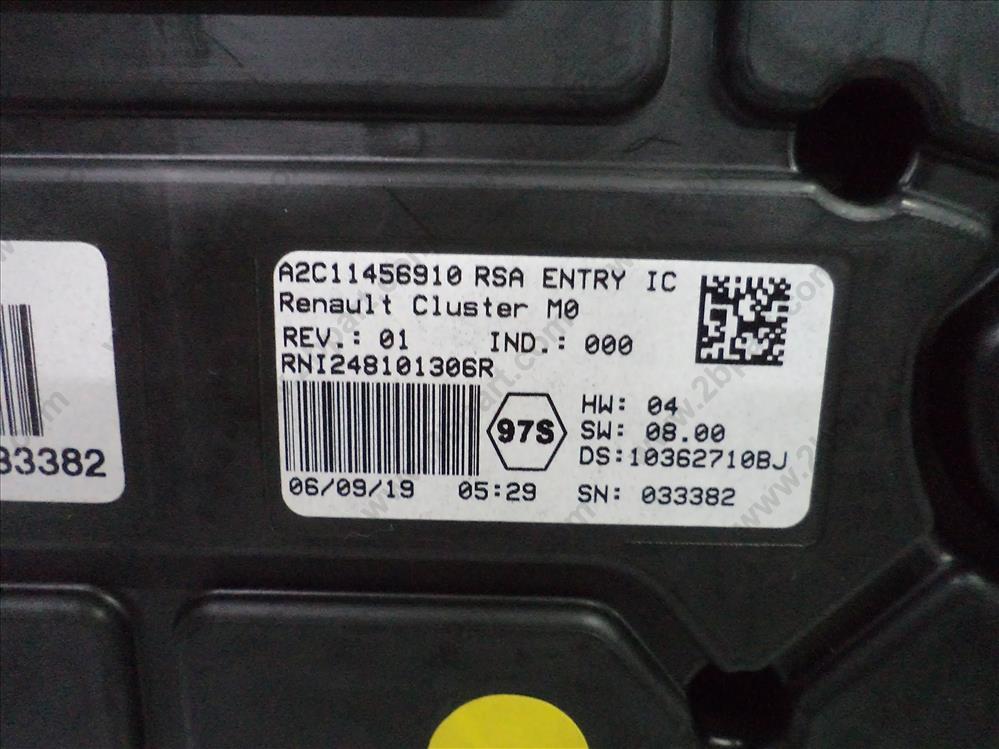 A2C11456910 RSA ENTRY IC
Renault Cluster M0
REV.: 01 IND.: 000
RNI248101306R
97S
HW: 04
SW: 08.00
DS:10362710BJ
06/09/19 05:29 SN: 033382
33382